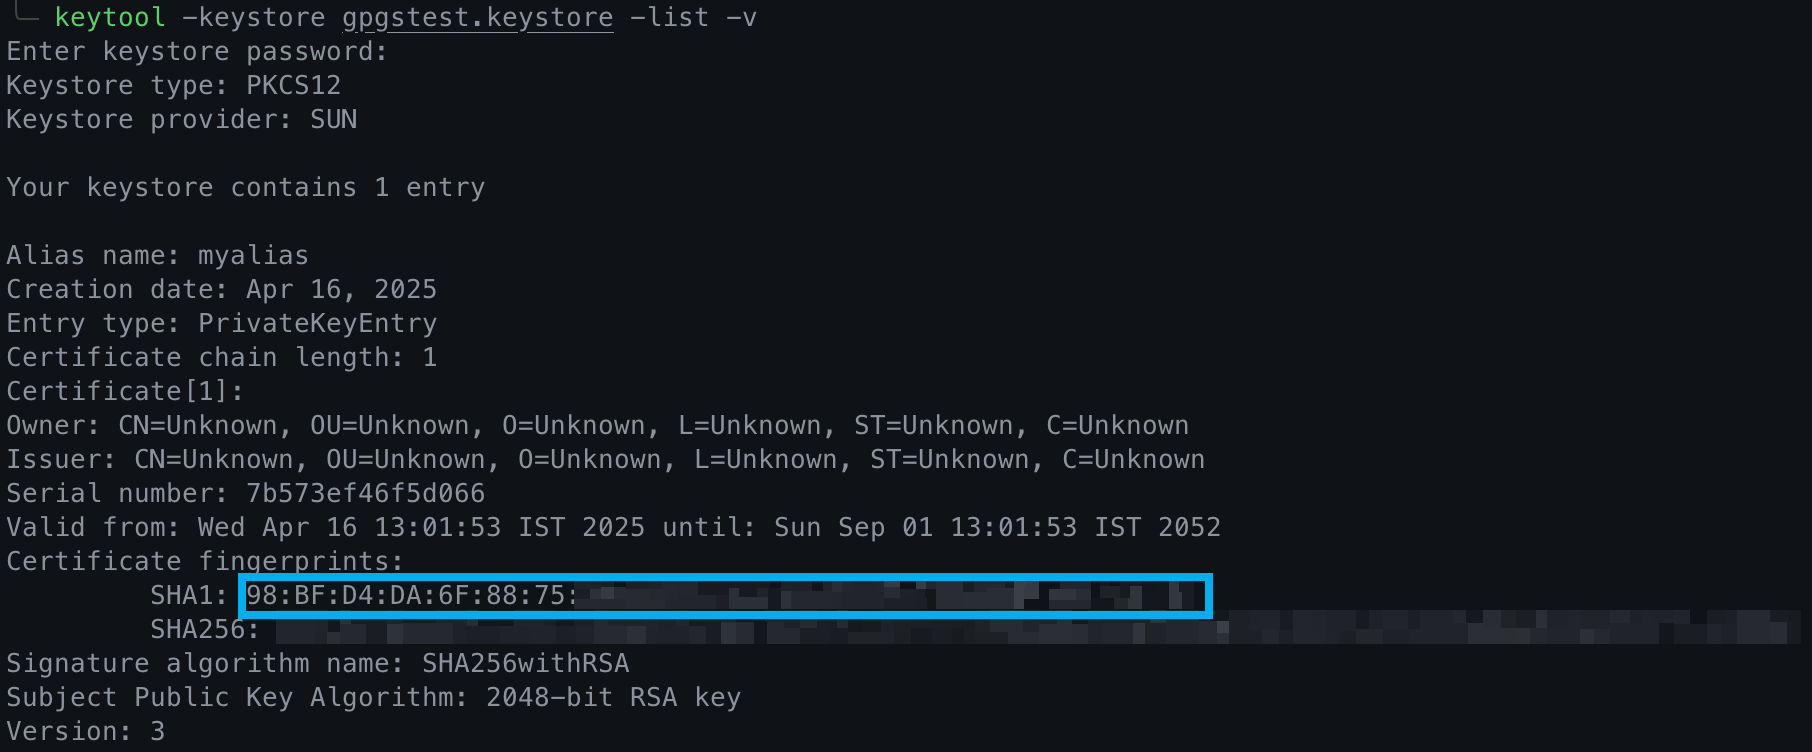 keytool -keystore gpgstest.keystore -list -v
Enter keystore password:
Keystore type: PKCS12
Keystore provider: SUN
Your keystore contains 1 entry
Alias name: myalias
Creation date: Apr 16, 2025
Entry type: PrivateKeyEntry
Certificate chain length: 1
Certificate[1]:
Owner: CN=Unknown, OU=Unknown, O=Unknown, L=Unknown, ST=Unknown, C=Unknown
Issuer: CN=Unknown, OU=Unknown, O=Unknown, L=Unknown, ST=Unknown, C=Unknown
Serial number: 7b573ef46f5d066
Valid from: Wed Apr 16 13:01:53 IST 2025 until: Sun Sep 01 13:01:53 IST 2052
Certificate fingerprints:
SHA1: 98:BF:D4:DA:6F:88:75:
SHA256:
Signature algorithm name: SHA256withRSA
Subject Public Key Algorithm: 2048-bit RSA key
Version: 3